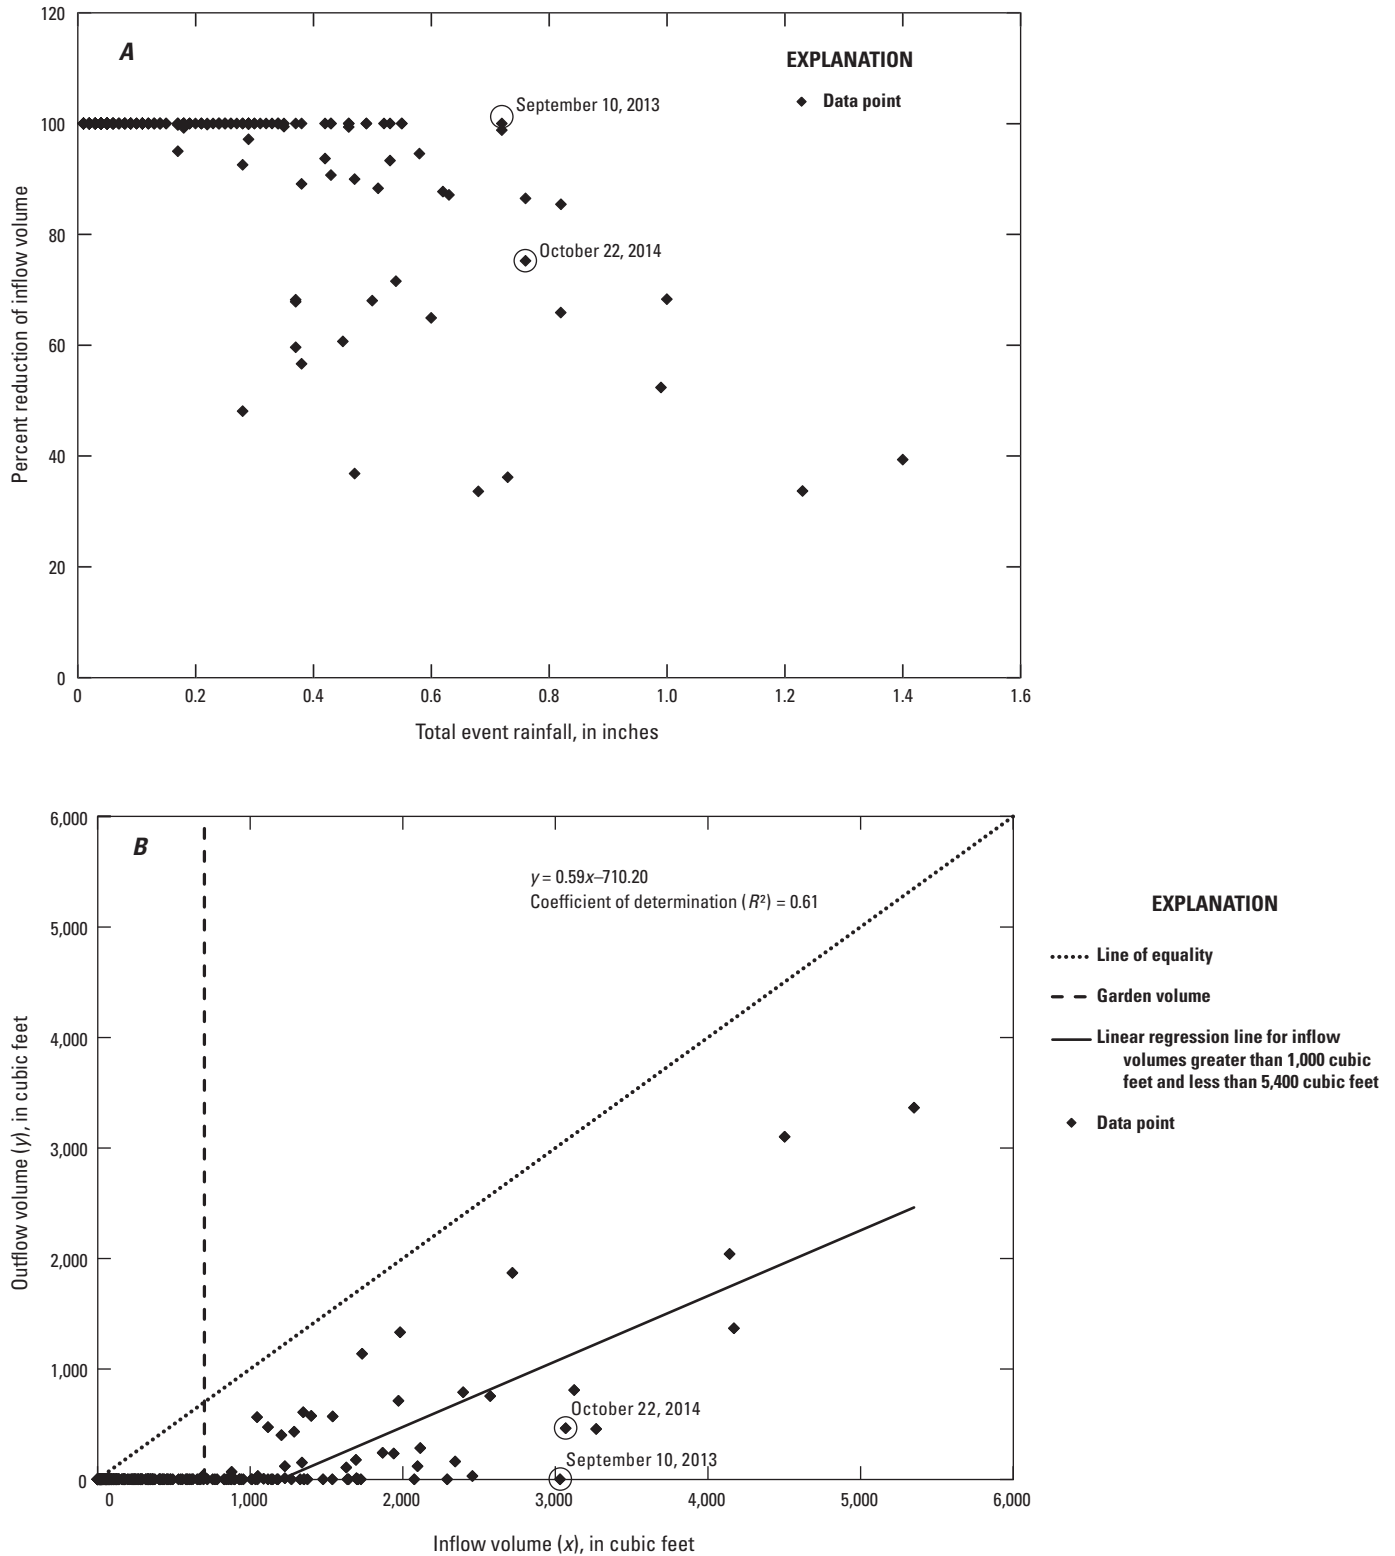 120
100
80
60
40
20
0
Percent reduction of inflow volume
A
EXPLANATION
Data point
September 10, 2013
October 22, 2014
0 0.2 0.4 0.6 0.8 1.0 1.2 1.4 1.6
Total event rainfall, in inches
6,000
5,000
4,000
3,000
2,000
1,000
0
Outflow volume (y), in cubic feet
B
y = 0.59x–710.20
Coefficient of determination (R²) = 0.61
October 22, 2014
September 10, 2013
0 1,000 2,000 3,000 4,000 5,000 6,000
Inflow volume (x), in cubic feet
EXPLANATION
Line of equality
Garden volume
Linear regression line for inflow
volumes greater than 1,000 cubic
feet and less than 5,400 cubic feet
Data point